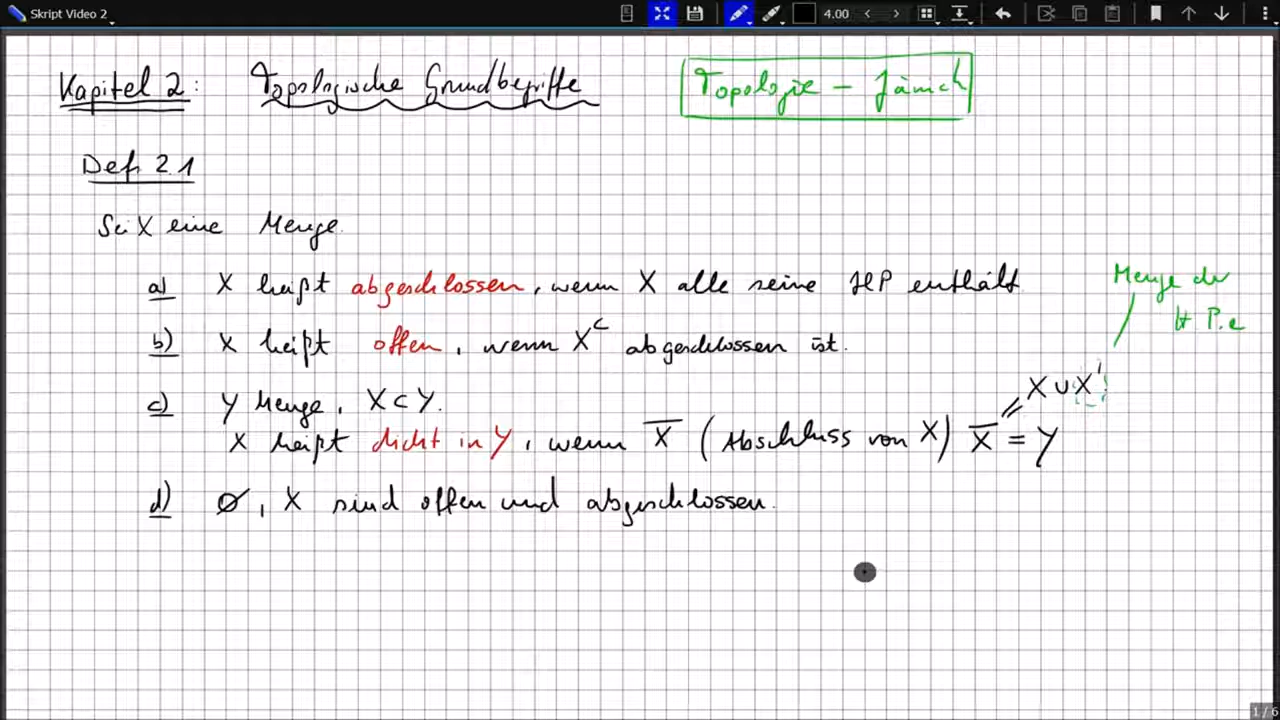 Skript Video 2
4.00
Kapitel 2: Topologische Grundbegriffe
Topologie - Jänich
Def. 2.1
Sei X eine Menge.
a) X heißt abgeschlossen, wenn X alle seine HP enthält.
b) X heißt offen, wenn X^c abgeschlossen ist.
Menge der
H.P.e
c) Y Menge, X ⊂ Y.
X ∪ X'
X heißt dicht in Y, wenn X̅ (Abschluss von X) X̅ = Y
d) ∅, X sind offen und abgeschlossen.
1/6